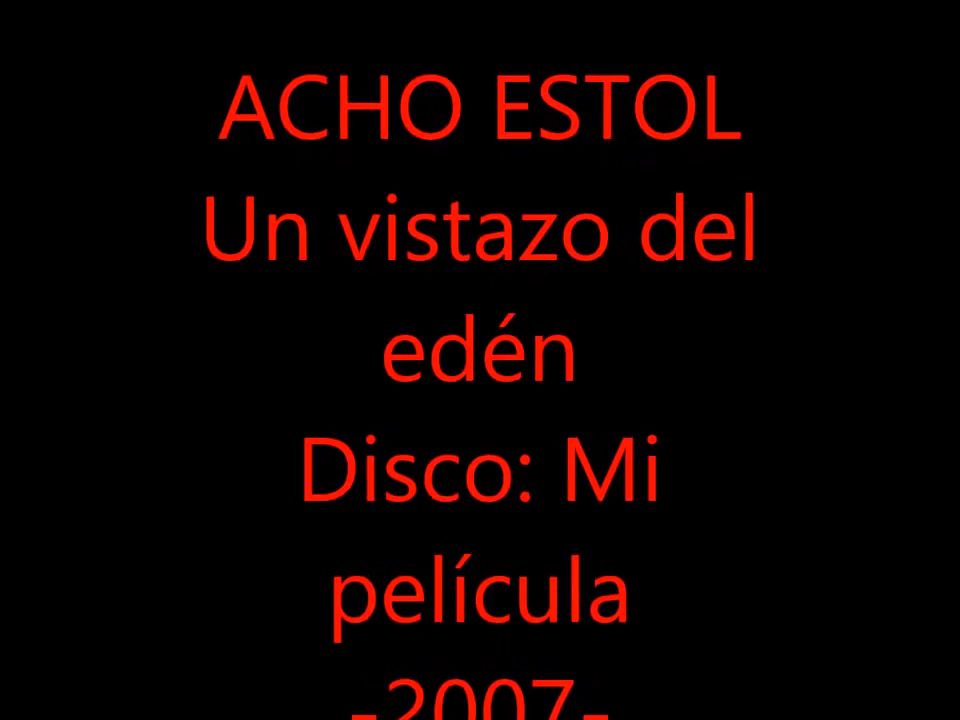 ACHO ESTOL
Un vistazo del
edén
Disco: Mi
película
-2007-